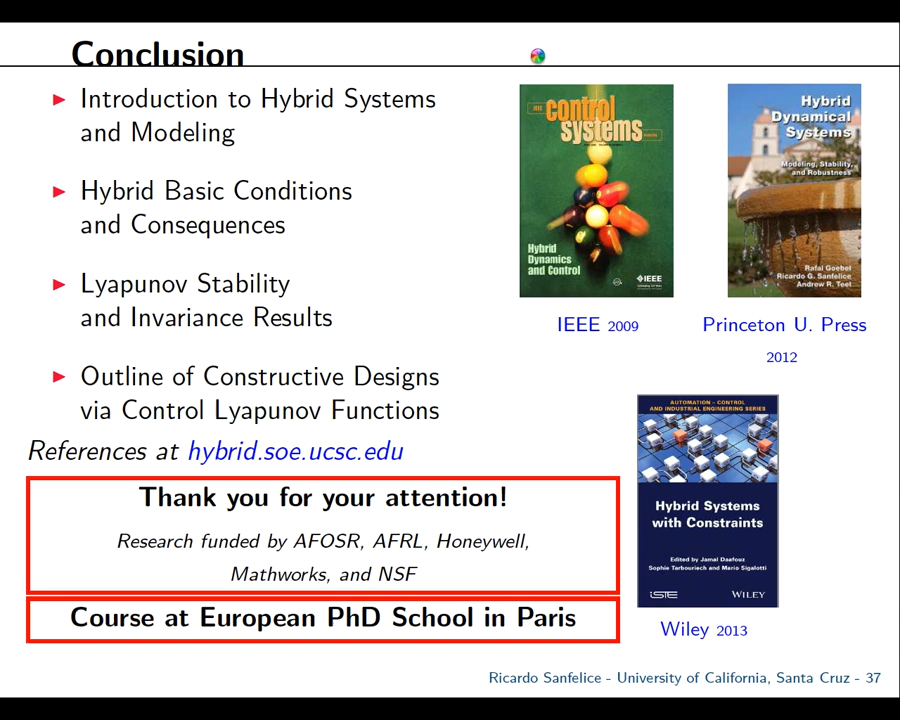 Conclusion
Introduction to Hybrid Systems
and Modeling
Hybrid Basic Conditions
and Consequences
Lyapunov Stability
and Invariance Results
Outline of Constructive Designs
via Control Lyapunov Functions
References at hybrid.soe.ucsc.edu
Thank you for your attention!
Research funded by AFOSR, AFRL, Honeywell,
Mathworks, and NSF
Course at European PhD School in Paris
IEEE
control
systems
Hybrid
Dynamics
and Control
IEEE
IEEE 2009
Hybrid
Dynamical
Systems
Modeling, Stability,
and Robustness
Rafal Goebel
Ricardo G. Sanfelice
Andrew R. Teel
Princeton U. Press
2012
AUTOMATION - CONTROL
AND INDUSTRIAL ENGINEERING SERIES
Hybrid Systems
with Constraints
Edited by Jamal Daafouz
Sophie Tarbouriech and Mario Sigalotti
ISTE WILEY
Wiley 2013
Ricardo Sanfelice - University of California, Santa Cruz - 37